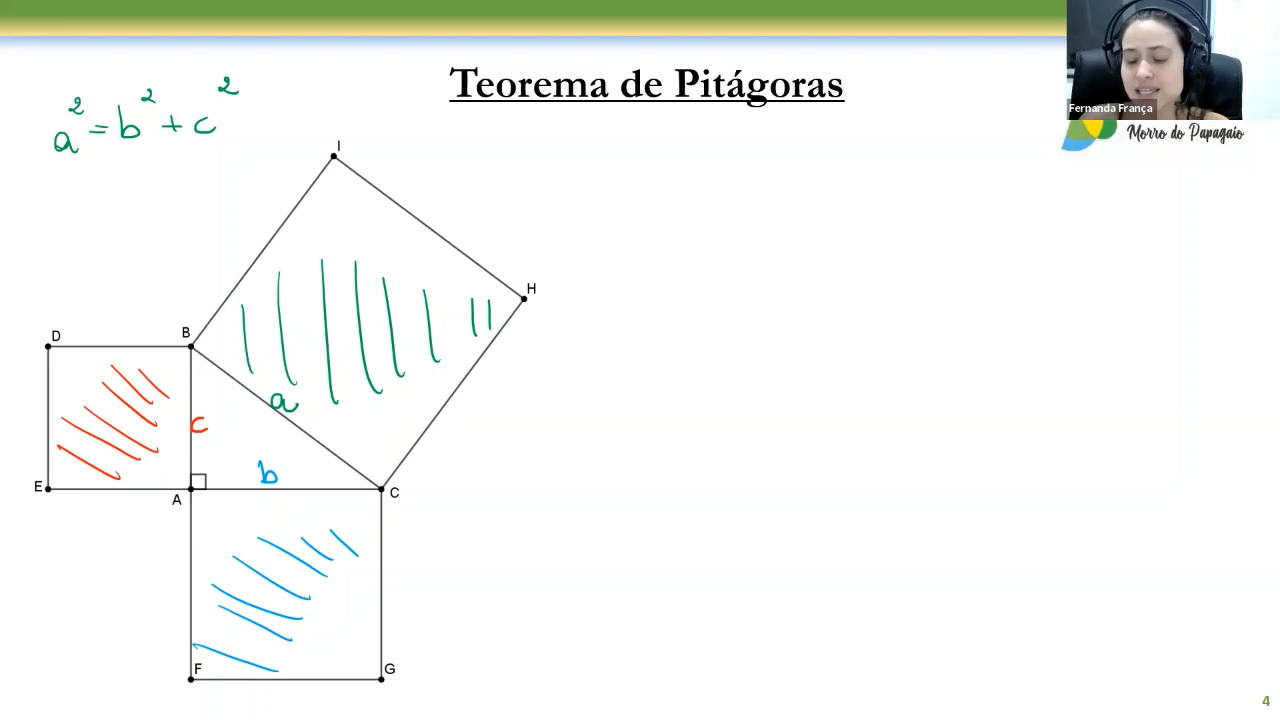 Teorema de Pitágoras
Fernanda França
Morro do Papagaio
a² = b² + c²
I
H
D
B
a
c
b
E
A
C
F
G
4